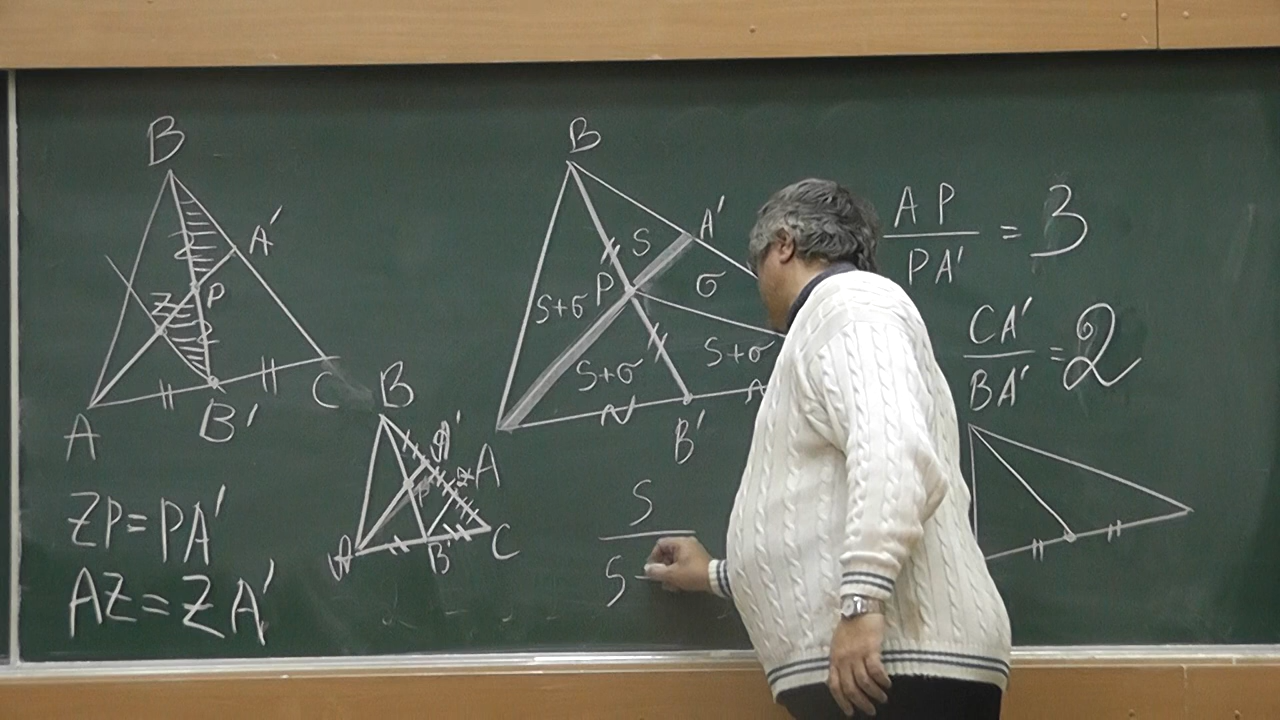 B
A'
Z
P
A
B'
C
ZP=PA'
AZ=ZA'
B
A'
A
A
B'
C
B
A'
S
σ
P
S+σ
S+σ
S+σ
B'
S
S
AP/PA' = 3
CA'/BA' = 2